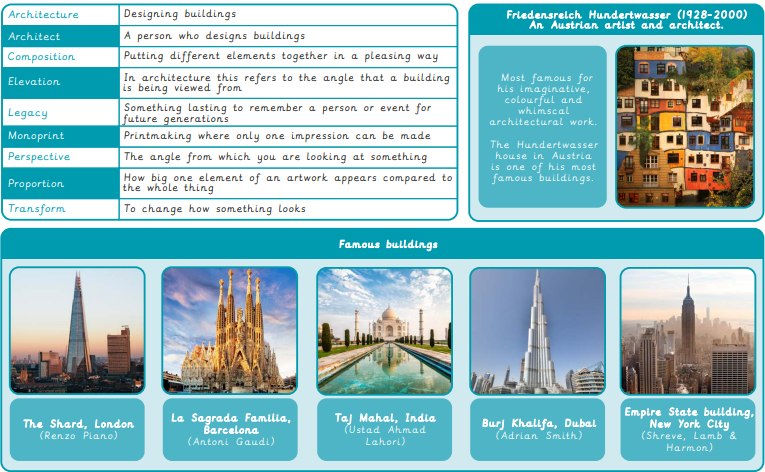 Architecture
Designing buildings
Architect
A person who designs buildings
Composition
Putting different elements together in a pleasing way
Elevation
In architecture this refers to the angle that a building
is being viewed from
Legacy
Something lasting to remember a person or event for
future generations
Monoprint
Printmaking where only one impression can be made
Perspective
The angle from which you are looking at something
Proportion
How big one element of an artwork appears compared to
the whole thing
Transform
To change how something looks
Friedensreich Hundertwasser (1928-2000)
An Austrian artist and architect.
Most famous for
his imaginative,
colourful and
whimscal
architectural work.
The Hundertwasser
house in Austria
is one of his most
famous buildings.
Famous buildings
The Shard, London
(Renzo Piano)
La Sagrada Familia,
Barcelona
(Antoni Gaudi)
Taj Mahal, India
(Ustad Ahmad
Lahori)
Burj Khalifa, Dubai
(Adrian Smith)
Empire State building,
New York City
(Shreve, Lamb &
Harmon)